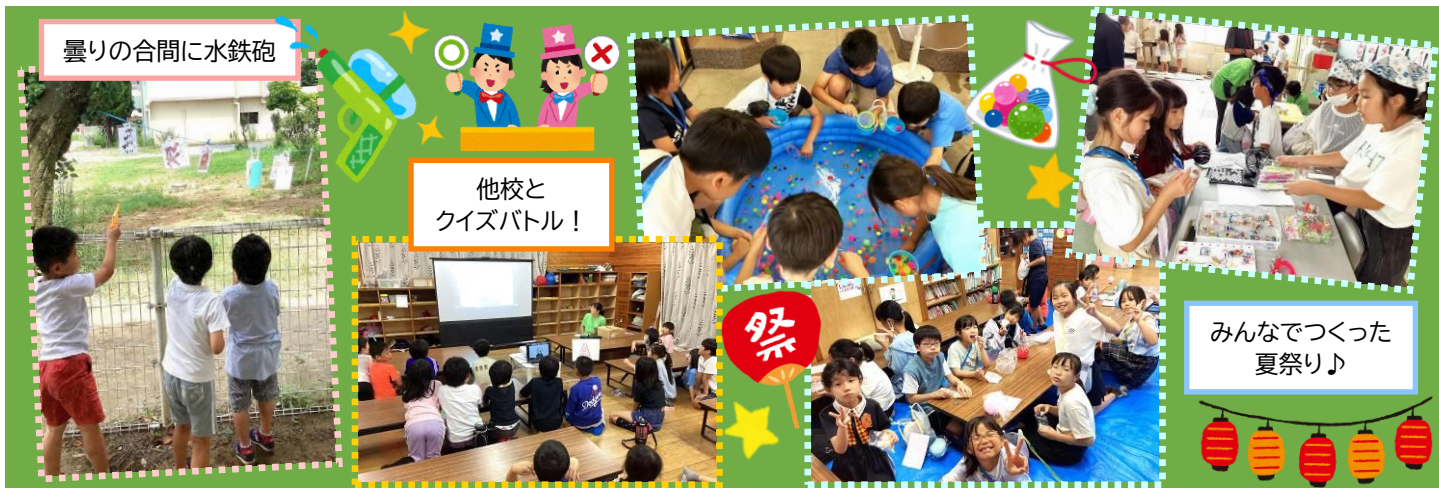 曇りの合間に水鉄砲
他校と
クイズバトル！
A
祭
みんなでつくった
夏祭り♪